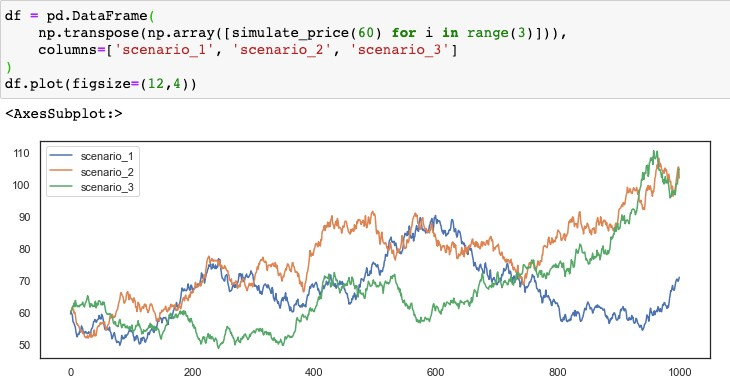 df = pd.DataFrame(
    np.transpose(np.array([simulate_price(60) for i in range(3)])),
    columns=['scenario_1', 'scenario_2', 'scenario_3']
)
df.plot(figsize=(12,4))
<AxesSubplot:>
scenario_1
scenario_2
scenario_3
110
100
90
80
70
60
50
0 200 400 600 800 1000